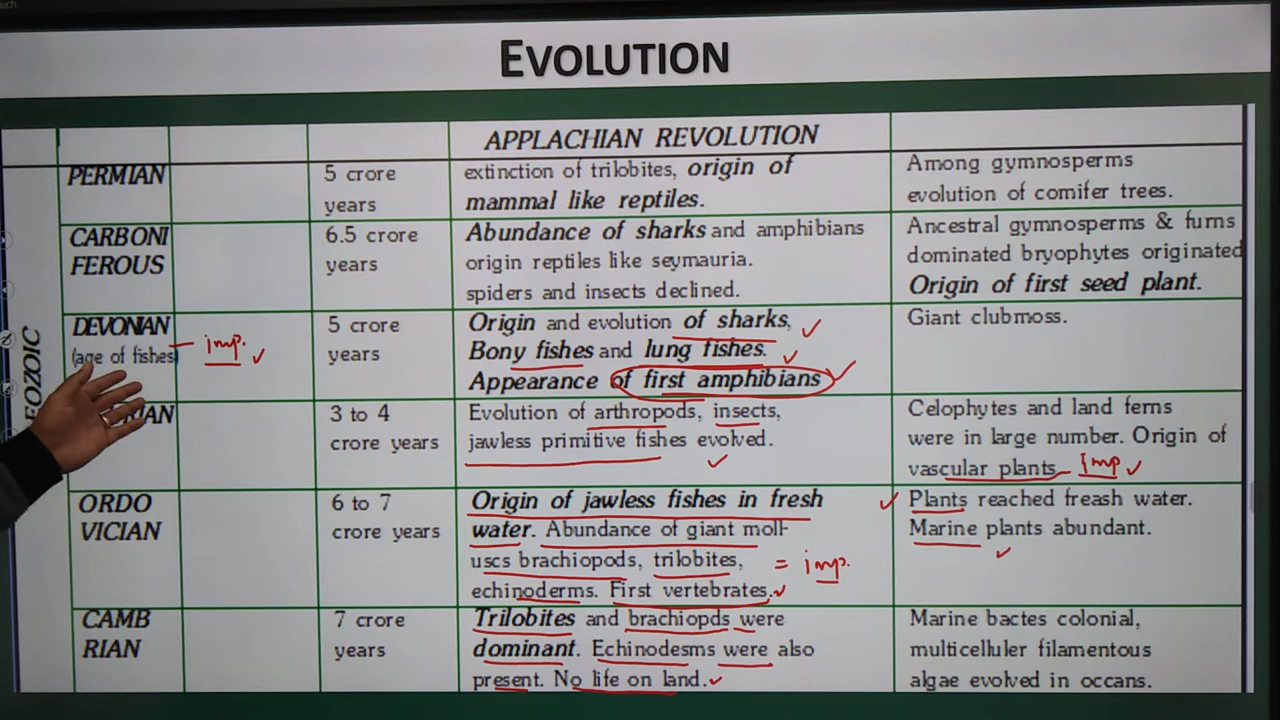 ouch
EVOLUTION
APPLACHIAN REVOLUTION
PERMIAN
5 crore
years
extinction of trilobites, origin of
mammal like reptiles.
Among gymnosperms
evolution of comifer trees.
CARBONI
FEROUS
6.5 crore
years
Abundance of sharks and amphibians
origin reptiles like seymauria.
spiders and insects declined.
Ancestral gymnosperms & furns
dominated bryophytes originated
Origin of first seed plant.
DEVONIAN
(age of fishes)
imp.
5 crore
years
Origin and evolution of sharks,
Bony fishes and lung fishes.
Appearance of first amphibians
Giant clubmoss.
3 to 4
crore years
Evolution of arthropods, insects,
jawless primitive fishes evolved.
Celophytes and land ferns
were in large number. Origin of
vascular plants Imp
ORDO
VICIAN
6 to 7
crore years
Origin of jawless fishes in fresh
water. Abundance of giant moll-
uscs brachiopods, trilobites,
echinoderms. First vertebrates.
= imp.
Plants reached freash water.
Marine plants abundant.
CAMB
RIAN
7 crore
years
Trilobites and brachiopds were
dominant. Echinodesms were also
present. No life on land.
Marine bactes colonial,
multicelluler filamentous
algae evolved in occans.
EOZOIC